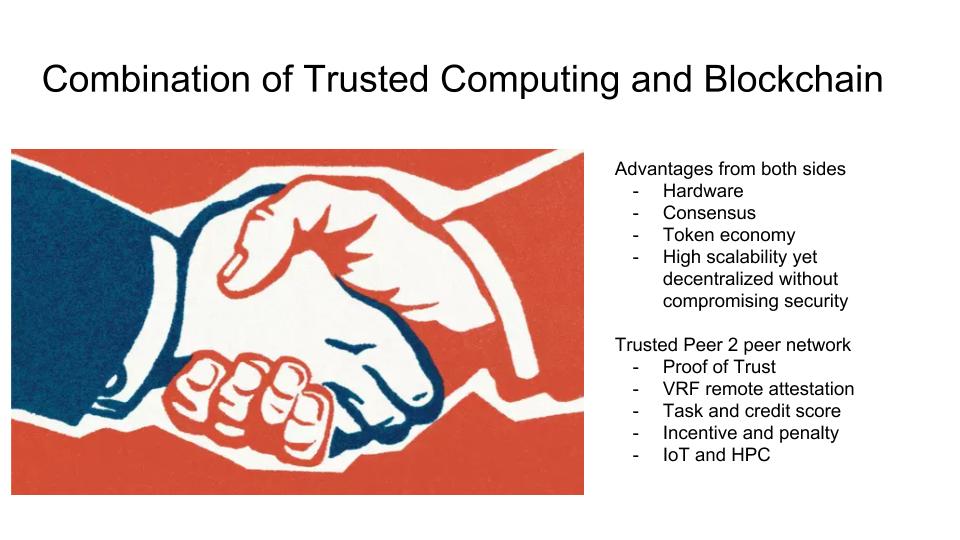 Combination of Trusted Computing and Blockchain
Advantages from both sides
- Hardware
- Consensus
- Token economy
- High scalability yet
decentralized without
compromising security
Trusted Peer 2 peer network
- Proof of Trust
- VRF remote attestation
- Task and credit score
- Incentive and penalty
- IoT and HPC